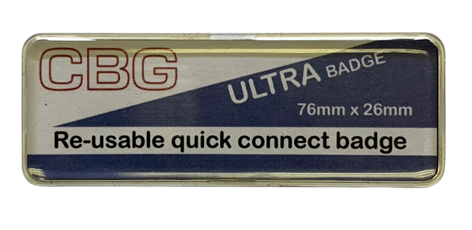 CBG
ULTRA BADGE
76mm x 26mm
Re-usable quick connect badge